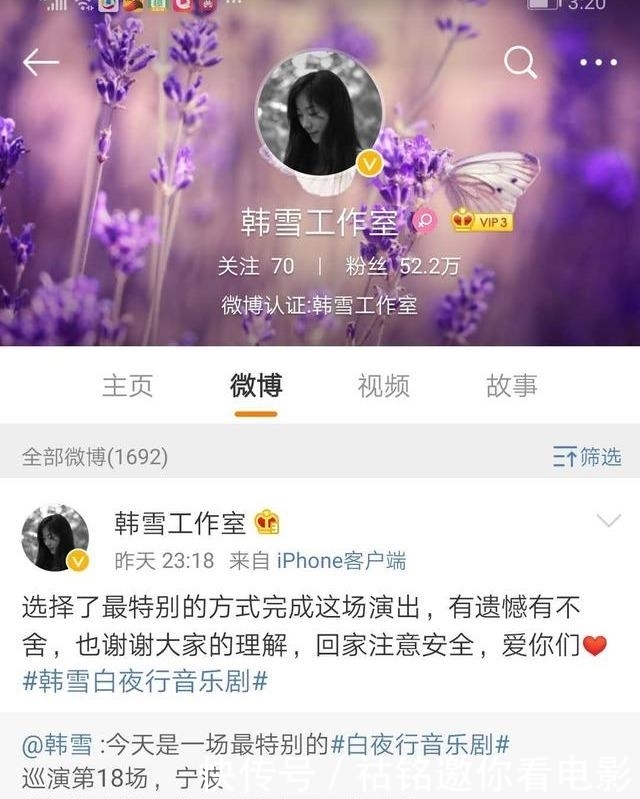 3:20
韩雪工作室 VIP 3
关注 70 | 粉丝 52.2万
微博认证:韩雪工作室
主页 微博 视频 故事
全部微博(1692) 筛选
韩雪工作室
昨天 23:18 来自 iPhone客户端
选择了最特别的方式完成这场演出，有遗憾有不
舍，也谢谢大家的理解，回家注意安全，爱你们❤
#韩雪白夜行音乐剧#
@韩雪 :今天是一场最特别的#白夜行音乐剧#
巡演第18场，宁波
快传号 / 祜铭邀你看电影